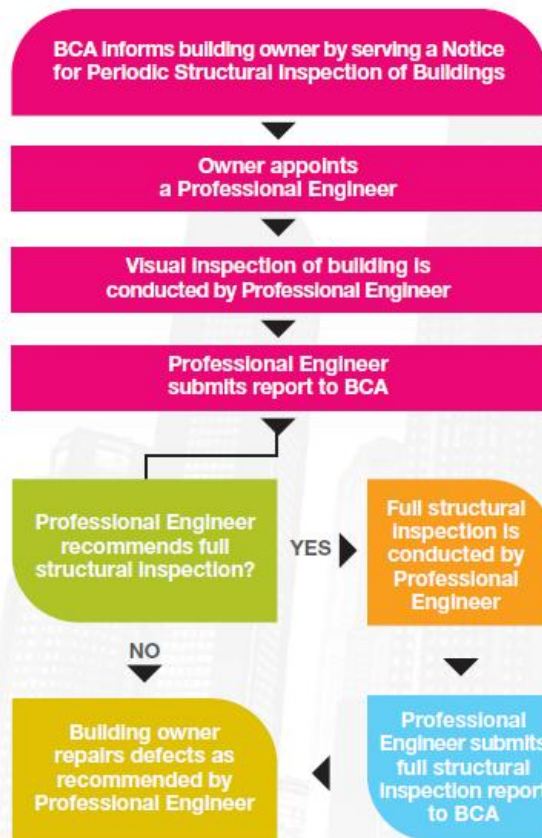 BCA informs building owner by serving a Notice
for Periodic Structural Inspection of Buildings
Owner appoints
a Professional Engineer
Visual inspection of building is
conducted by Professional Engineer
Professional Engineer
submits report to BCA
Professional Engineer
recommends full
structural inspection?
YES
Full structural
inspection is
conducted by
Professional
Engineer
NO
Building owner
repairs defects as
recommended by
Professional Engineer
Professional
Engineer submits
full structural
inspection report
to BCA